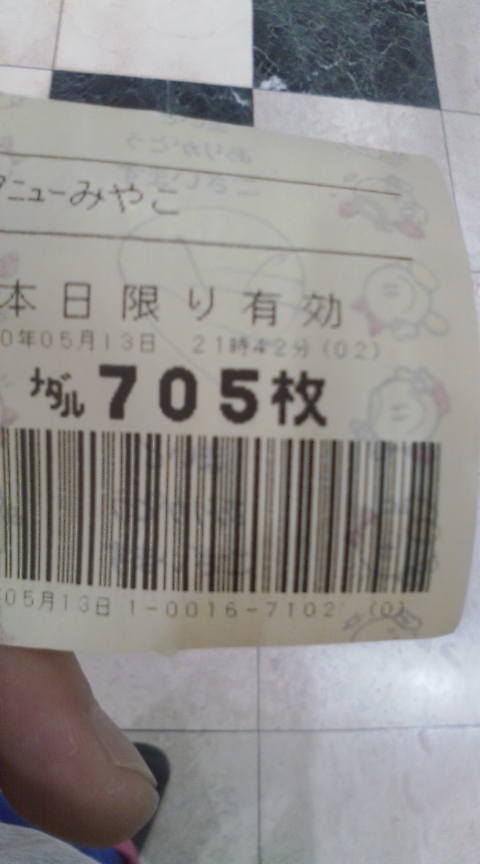 ニューみやこ
本日限り有効
0年05月13日 21時42分(02)
ﾅﾀﾞﾙ 705枚
05月13日 1-0016-7102 (0)